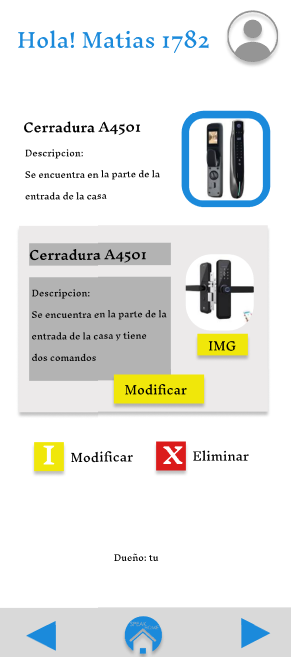 Hola! Matias 1782
Cerradura A4501
Descripcion:
Se encuentra en la parte de la
entrada de la casa
Cerradura A4501
Descripcion:
Se encuentra en la parte de la
entrada de la casa y tiene
dos comandos
IMG
Modificar
I Modificar
X Eliminar
Dueño: tu